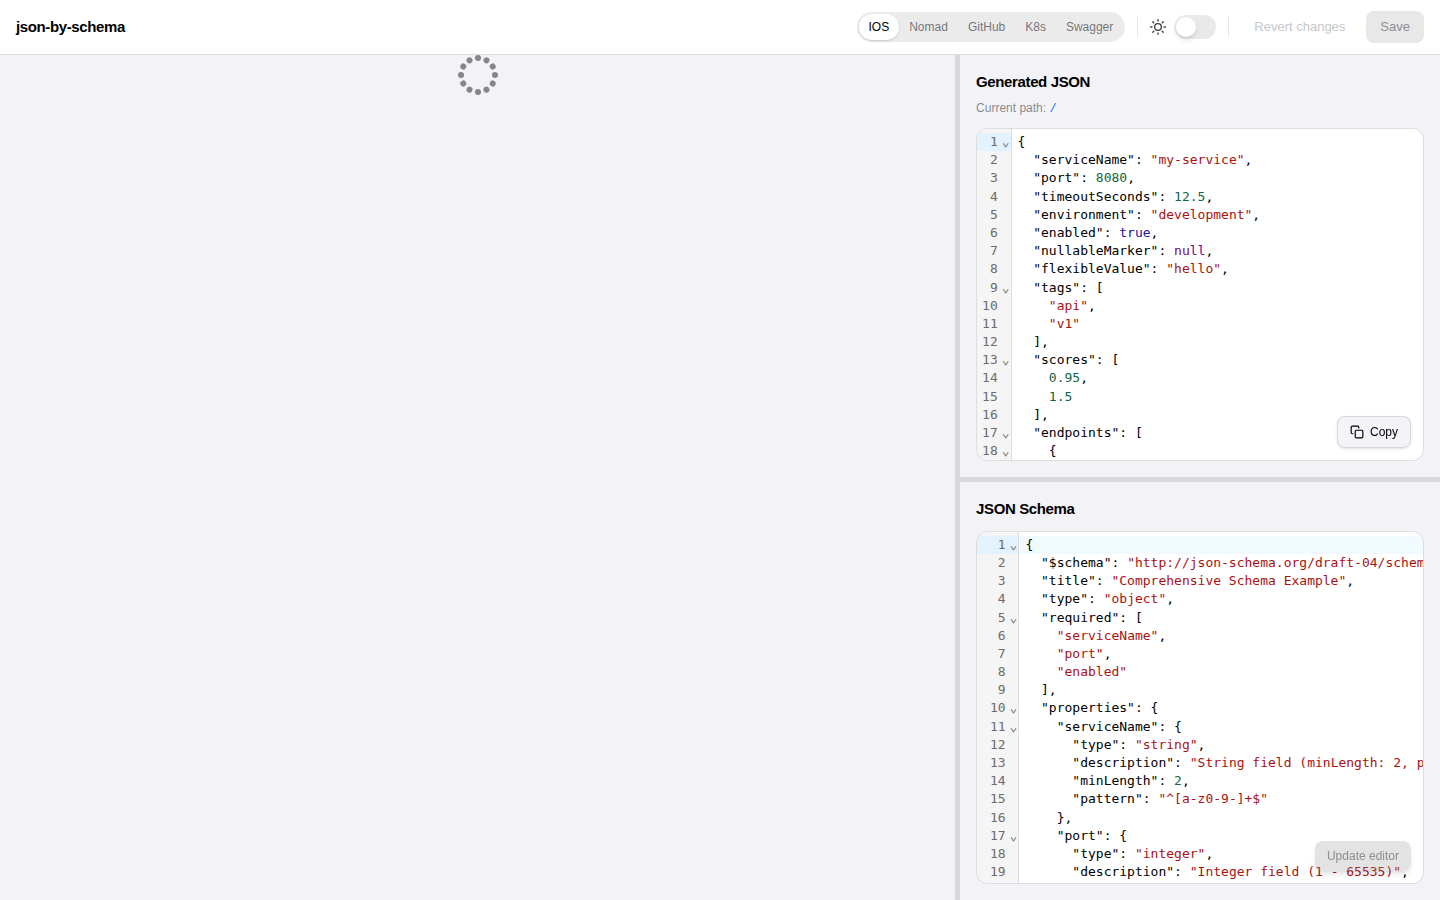 json-by-schema
IOS Nomad GitHub K8s Swagger Revert changes Save
Generated JSON
Current path: /
1 {
2 "serviceName": "my-service",
3 "port": 8080,
4 "timeoutSeconds": 12.5,
5 "environment": "development",
6 "enabled": true,
7 "nullableMarker": null,
8 "flexibleValue": "hello",
9 "tags": [
10 "api",
11 "v1"
12 ],
13 "scores": [
14 0.95,
15 1.5
16 ],
17 "endpoints": [
18 {
Copy
JSON Schema
1 {
2 "$schema": "http://json-schema.org/draft-04/schem
3 "title": "Comprehensive Schema Example",
4 "type": "object",
5 "required": [
6 "serviceName",
7 "port",
8 "enabled"
9 ],
10 "properties": {
11 "serviceName": {
12 "type": "string",
13 "description": "String field (minLength: 2, p
14 "minLength": 2,
15 "pattern": "^[a-z0-9-]+$"
16 },
17 "port": {
18 "type": "integer",
19 "description": "Integer field (1 - 65535)",
Update editor